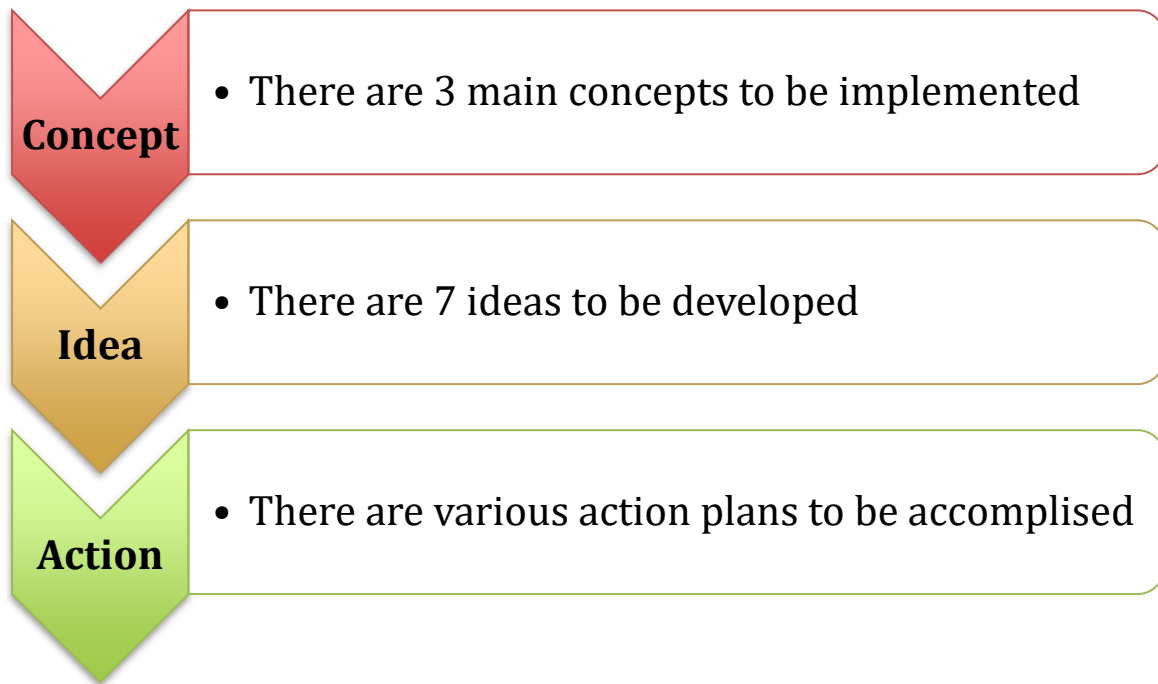 Concept
• There are 3 main concepts to be implemented
Idea
• There are 7 ideas to be developed
Action
• There are various action plans to be accomplised